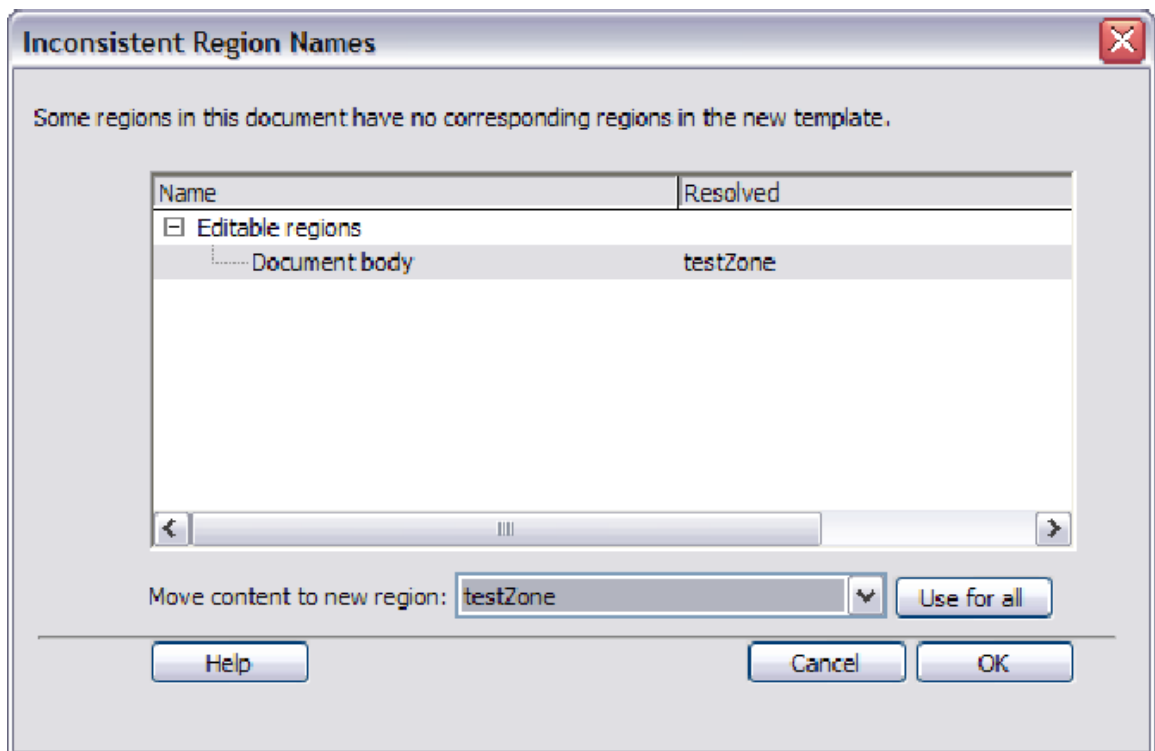 Inconsistent Region Names
Some regions in this document have no corresponding regions in the new template.
Name Resolved
Editable regions
Document body testZone
Move content to new region: testZone Use for all
Help Cancel OK